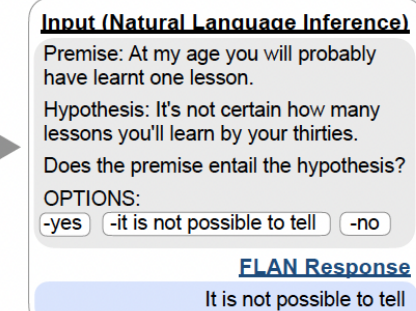 Input (Natural Language Inference)
Premise: At my age you will probably
have learnt one lesson.
Hypothesis: It's not certain how many
lessons you'll learn by your thirties.
Does the premise entail the hypothesis?
OPTIONS:
-yes -it is not possible to tell -no
FLAN Response
It is not possible to tell